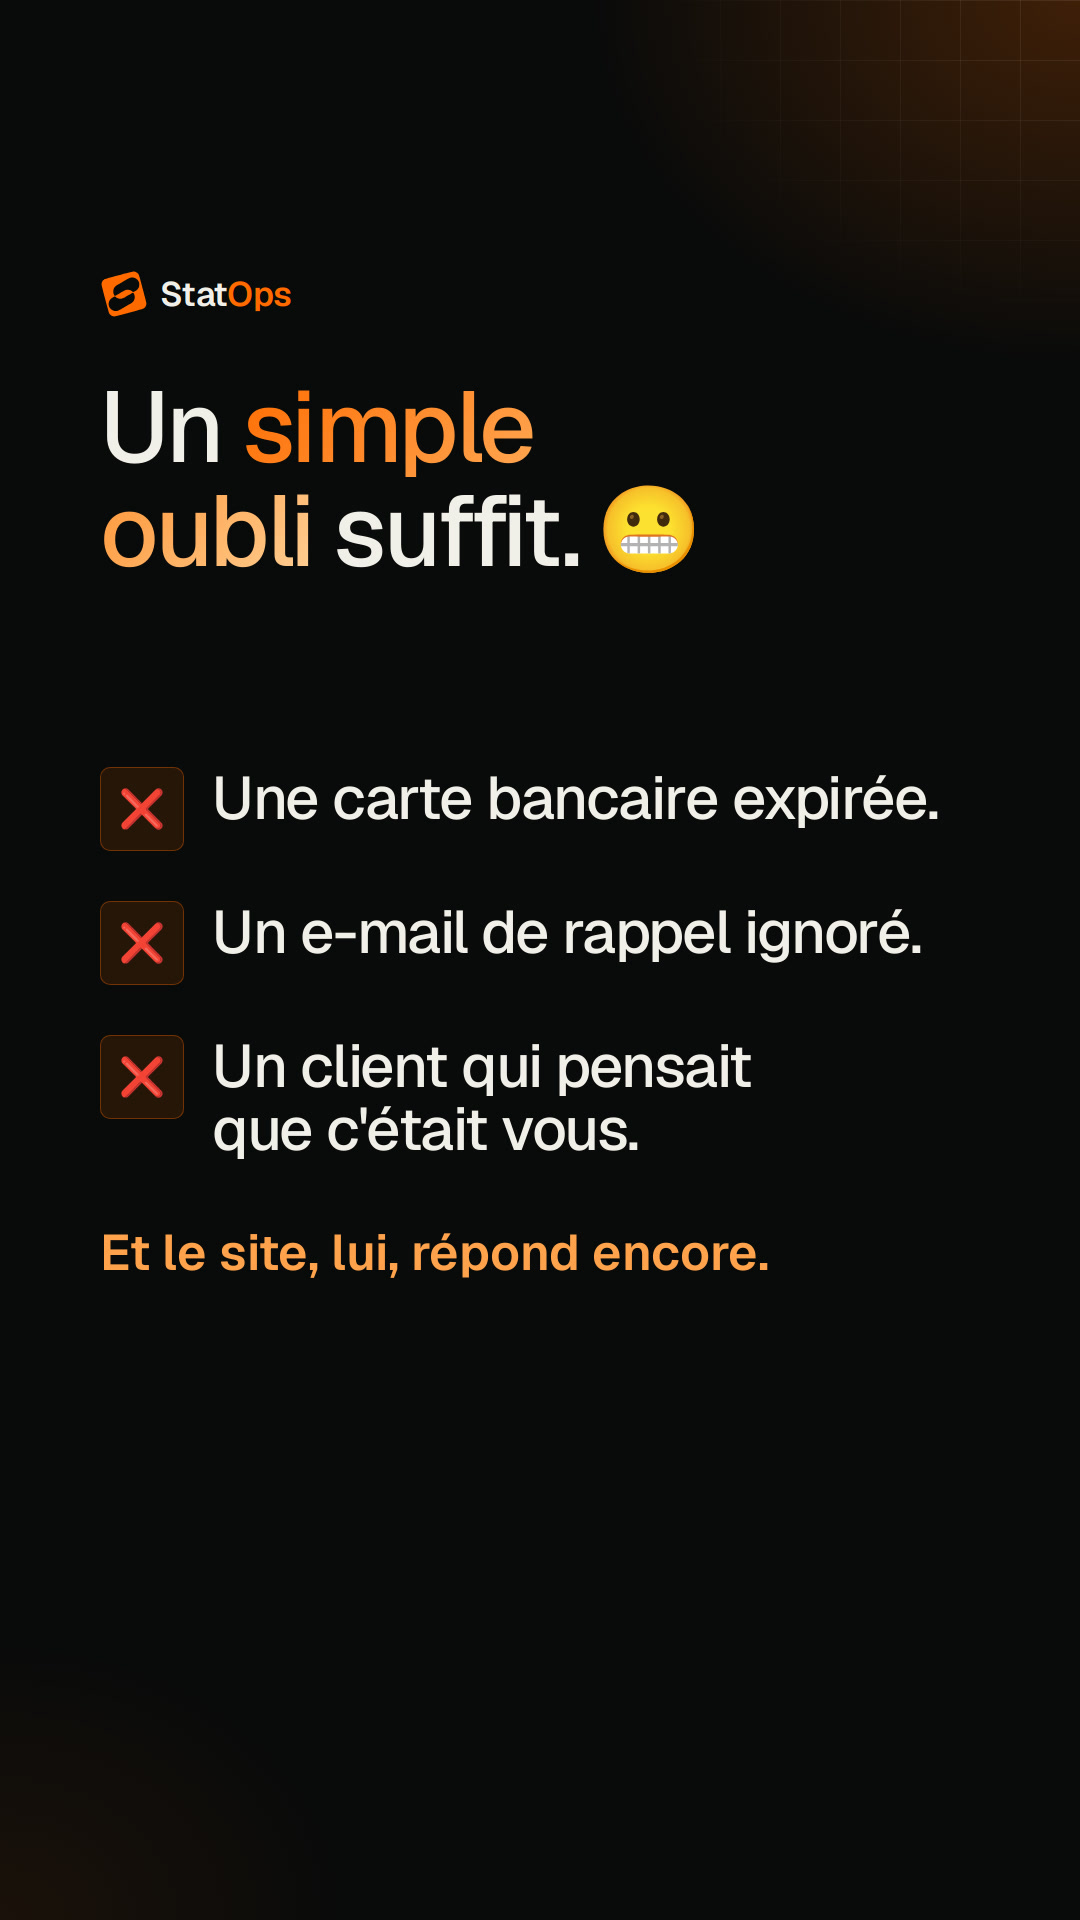 StatOps
Un simple
oubli suffit. 😬
❌ Une carte bancaire expirée.
❌ Un e-mail de rappel ignoré.
❌ Un client qui pensait
que c'était vous.
Et le site, lui, répond encore.